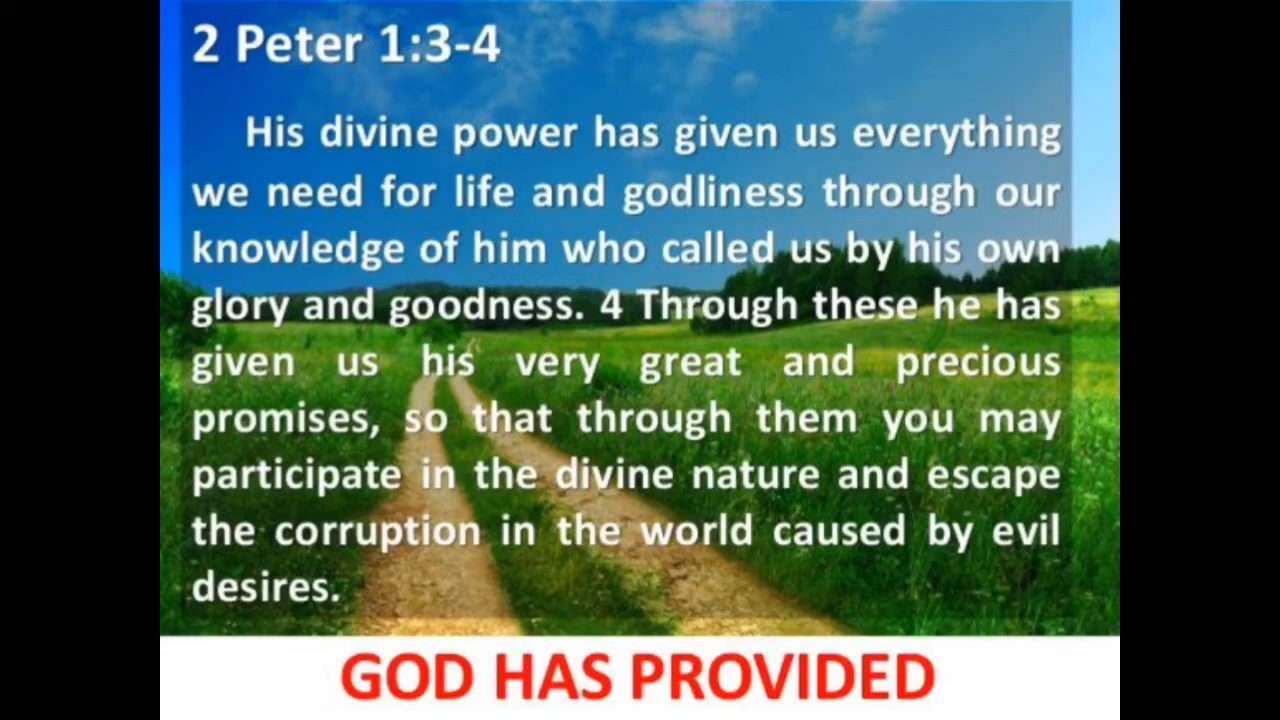 2 Peter 1:3-4
His divine power has given us everything
we need for life and godliness through our
knowledge of him who called us by his own
glory and goodness. 4 Through these he has
given us his very great and precious
promises, so that through them you may
participate in the divine nature and escape
the corruption in the world caused by evil
desires.
GOD HAS PROVIDED